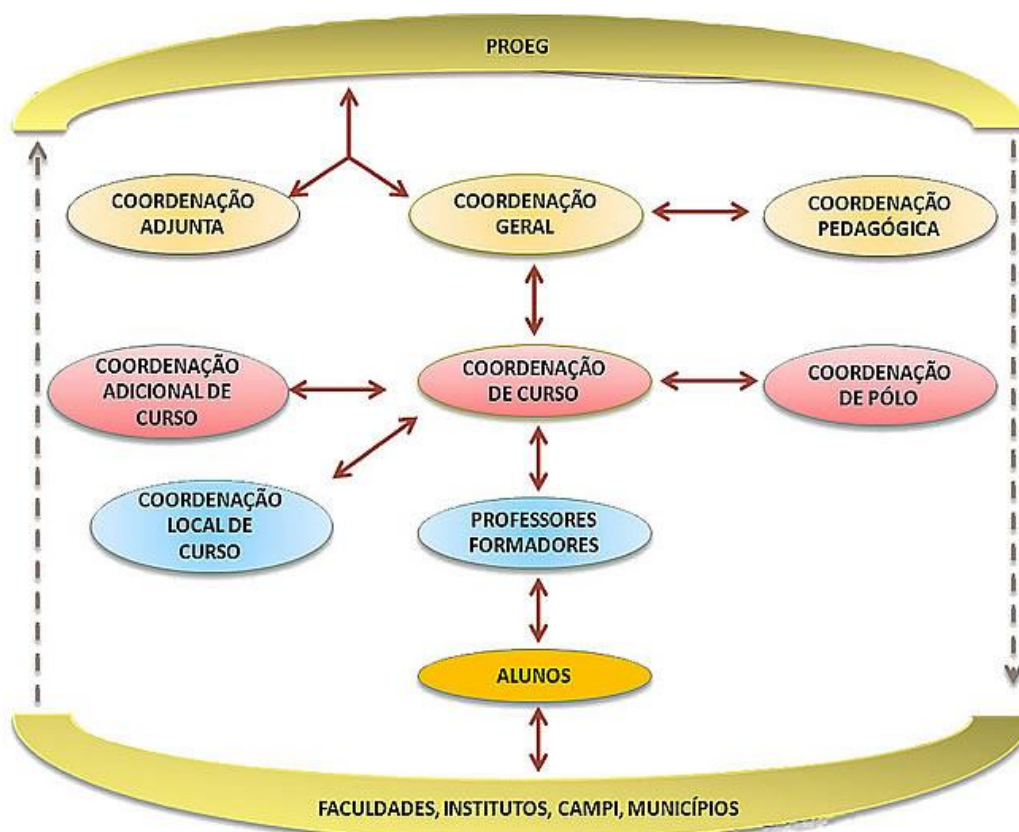 PROEG
COORDENAÇÃO
ADJUNTA
COORDENAÇÃO
GERAL
COORDENAÇÃO
PEDAGÓGICA
COORDENAÇÃO
ADICIONAL DE
CURSO
COORDENAÇÃO
DE CURSO
COORDENAÇÃO
DE PÓLO
COORDENAÇÃO
LOCAL DE
CURSO
PROFESSORES
FORMADORES
ALUNOS
FACULDADES, INSTITUTOS, CAMPI, MUNICÍPIOS